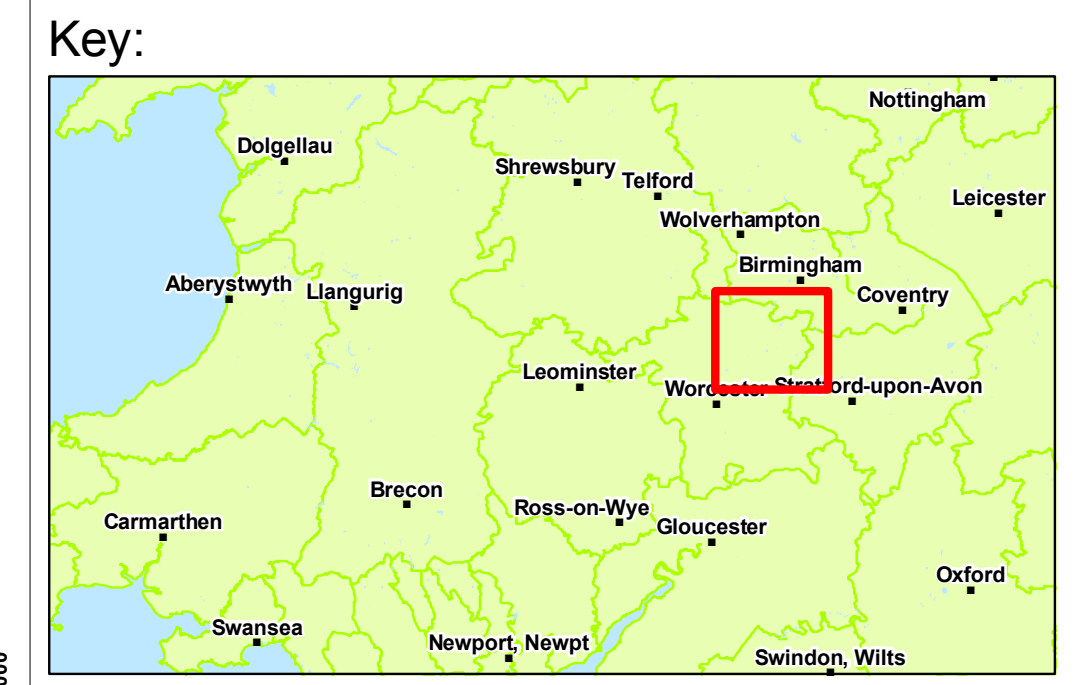 Key:
Nottingham
Dolgellau
Shrewsbury
Telford
Leicester
Wolverhampton
Birmingham
Aberystwyth
Llangurig
Coventry
Leominster
Worcester
Stratford-upon-Avon
Brecon
Ross-on-Wye
Carmarthen
Gloucester
Oxford
Swansea
Newport, Newpt
Swindon, Wilts